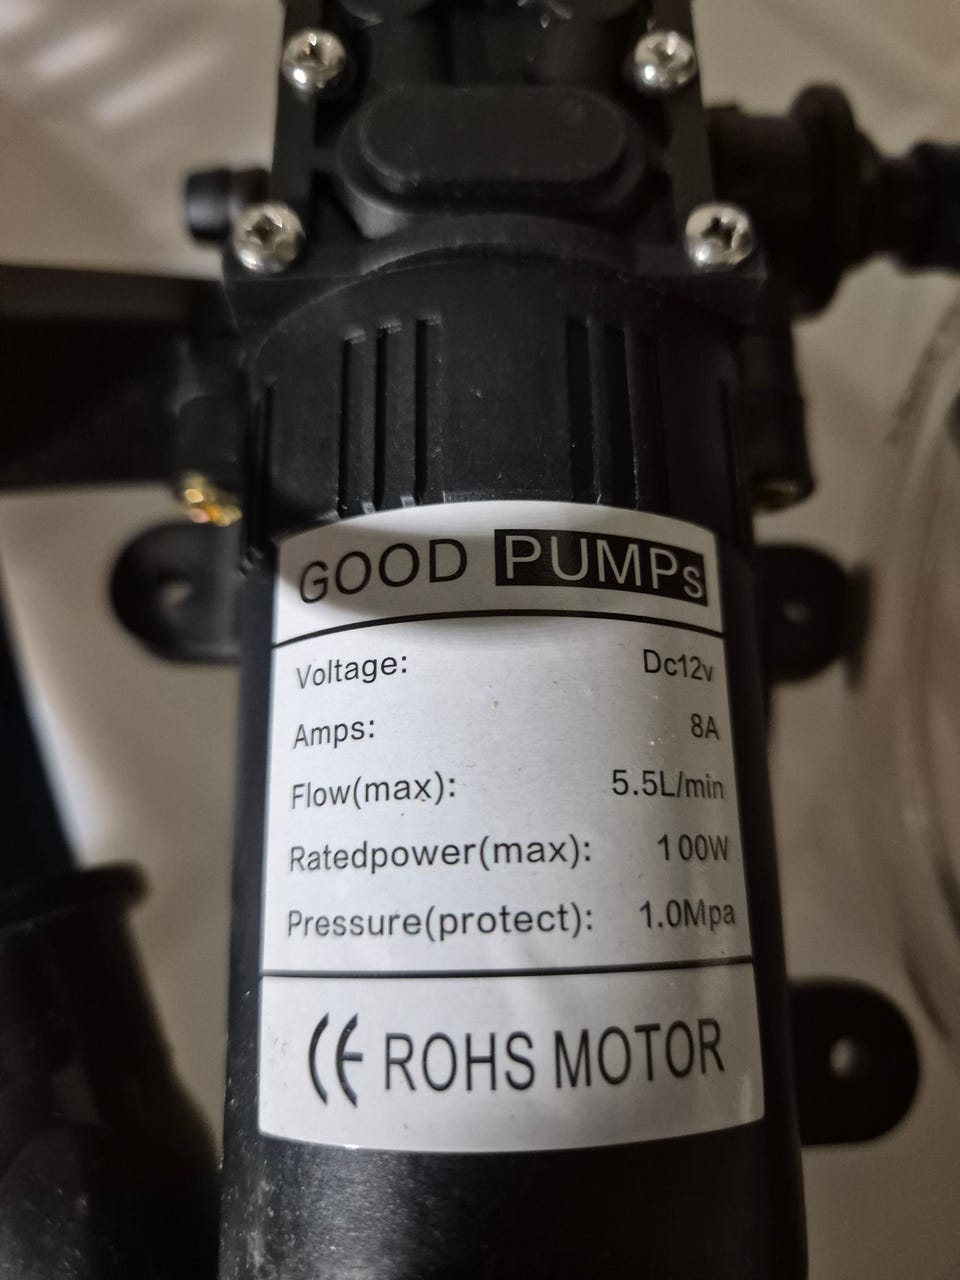 GOOD PUMPs
Voltage: Dc12v
Amps: 8A
Flow(max): 5.5L/min
Ratedpower(max): 100W
Pressure(protect): 1.0Mpa
CE ROHS MOTOR